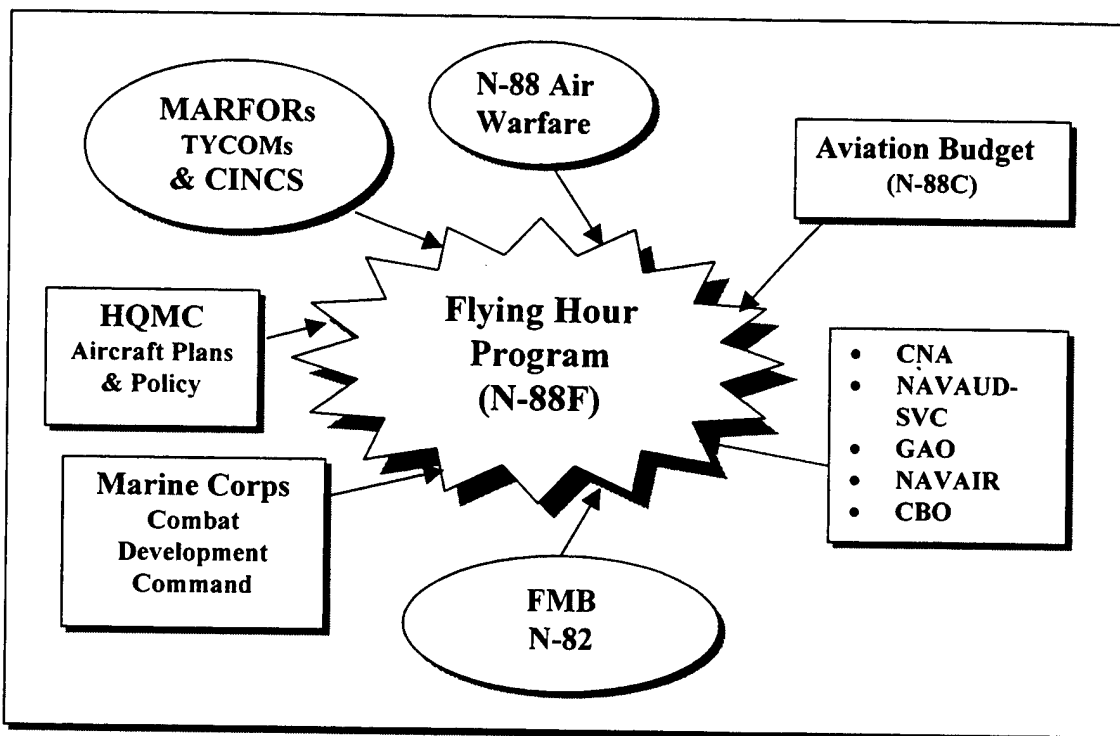 MARFORs
TYCOMs
& CINCS
N-88 Air
Warfare
Aviation Budget
(N-88C)
HQMC
Aircraft Plans
& Policy
Flying Hour
Program
(N-88F)
• CNA
• NAVAUD-
SVC
• GAO
• NAVAIR
• CBO
Marine Corps
Combat
Development
Command
FMB
N-82